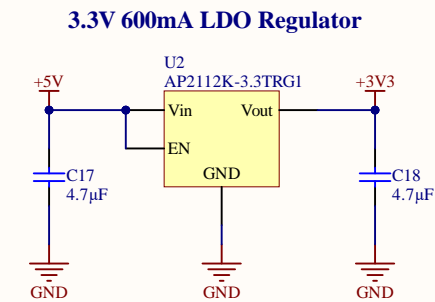 3.3V 600mA LDO Regulator
U2
AP2112K-3.3TRG1
+5V
+3V3
Vin
Vout
EN
GND
C17
4.7µF
C18
4.7µF
GND
GND
GND